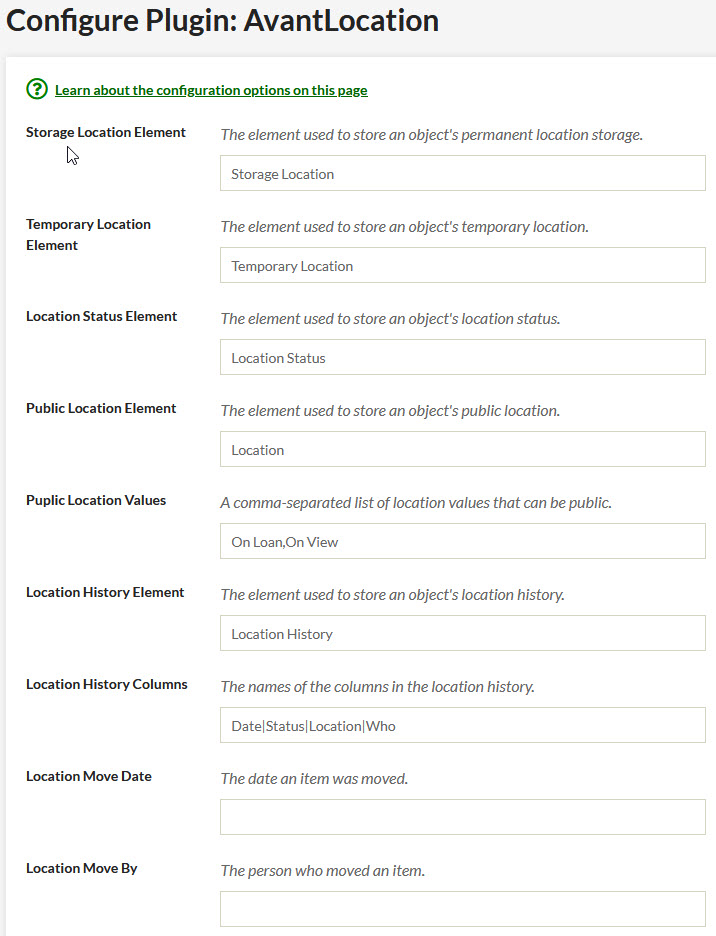 Configure Plugin: AvantLocation
Learn about the configuration options on this page
Storage Location Element
The element used to store an object's permanent location storage.
Storage Location
Temporary Location
Element
The element used to store an object's temporary location.
Temporary Location
Location Status Element
The element used to store an object's location status.
Location Status
Public Location Element
The element used to store an object's public location.
Location
Puplic Location Values
A comma-separated list of location values that can be public.
On Loan,On View
Location History Element
The element used to store an object's location history.
Location History
Location History Columns
The names of the columns in the location history.
Date|Status|Location|Who
Location Move Date
The date an item was moved.
Location Move By
The person who moved an item.